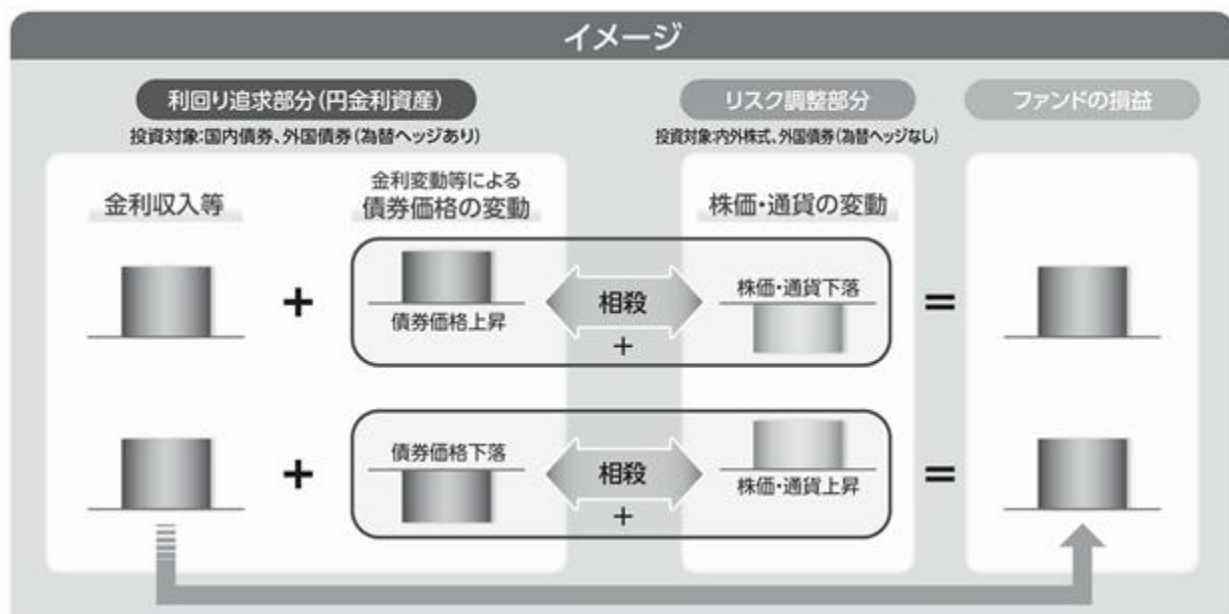 イメージ
利回り追求部分(円金利資産)
投資対象:国内債券、外国債券(為替ヘッジあり)
リスク調整部分
投資対象:内外株式、外国債券(為替ヘッジなし)
ファンドの損益
金利収入等
金利変動等による
債券価格の変動
株価・通貨の変動
+
債券価格上昇
相殺
+
株価・通貨下落
=
+
債券価格下落
相殺
+
株価・通貨上昇
=